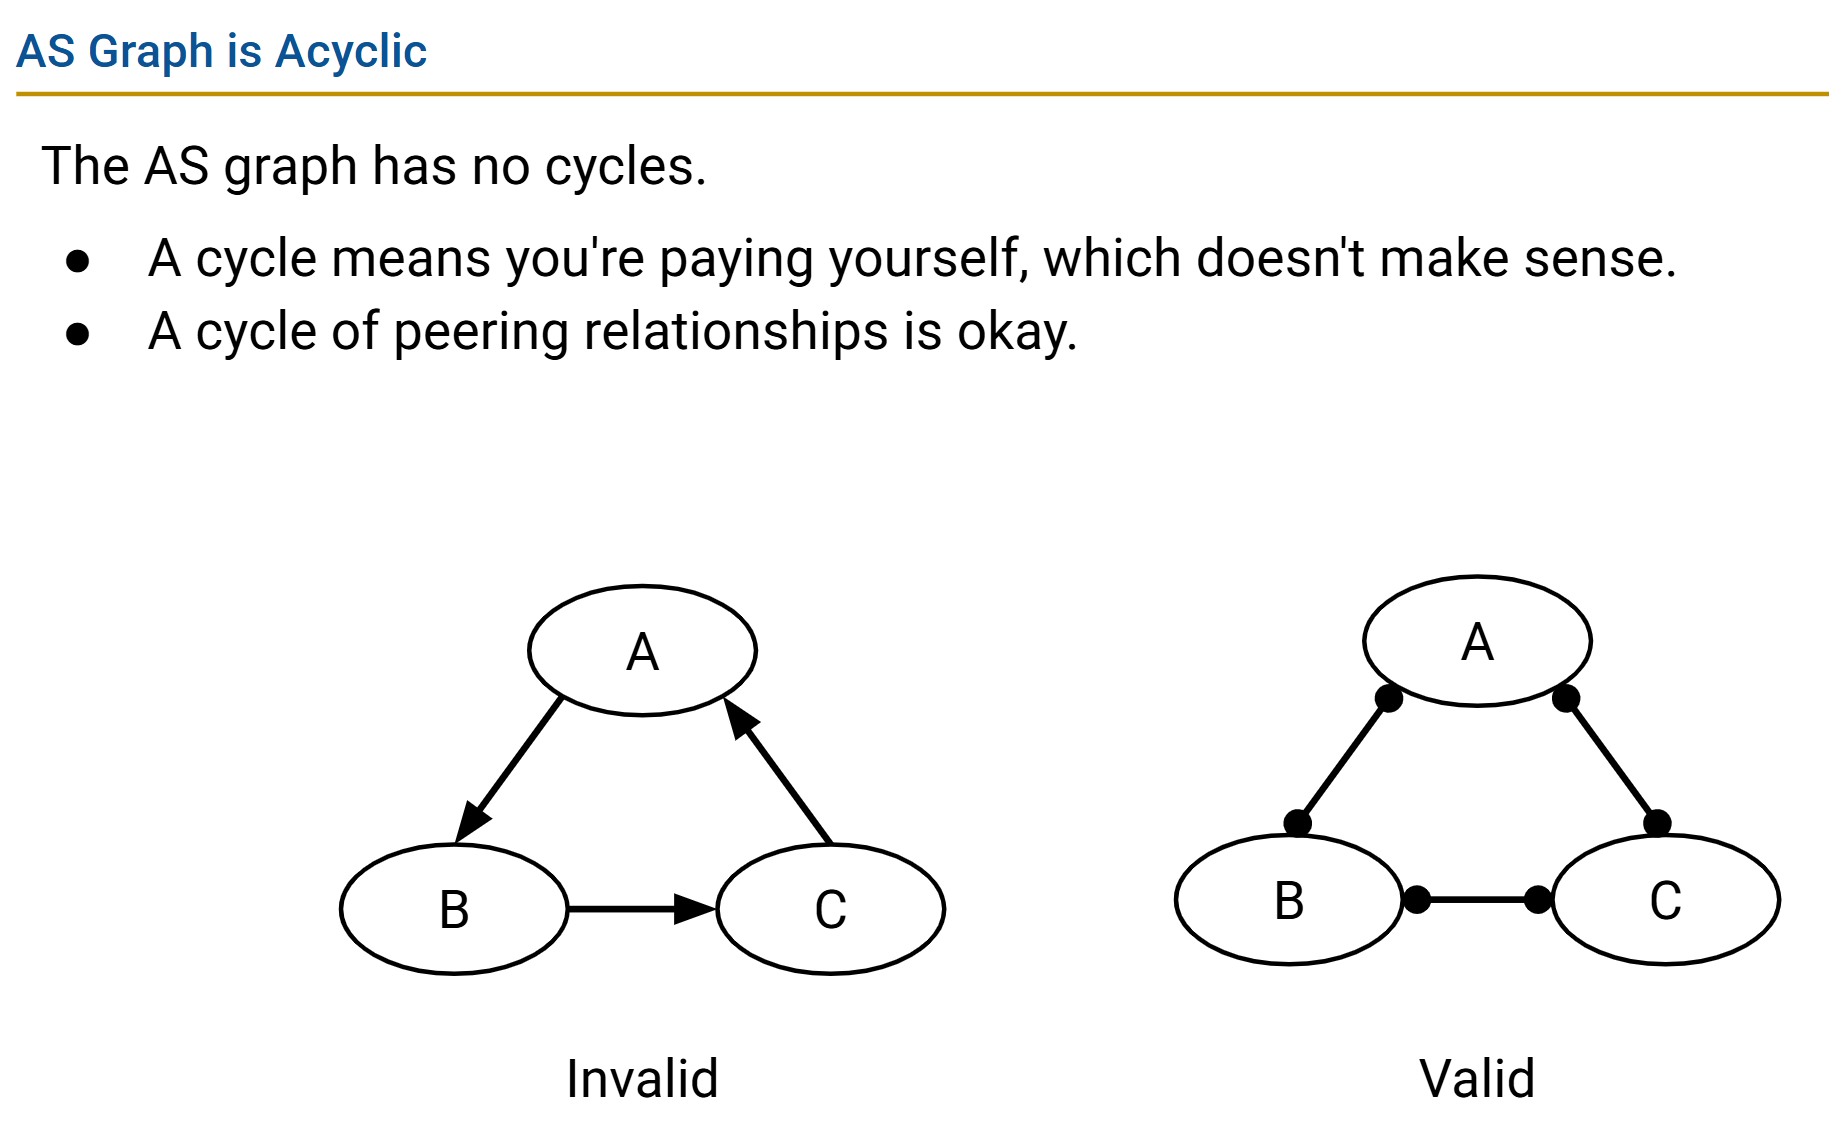 AS Graph is Acyclic
The AS graph has no cycles.
● A cycle means you're paying yourself, which doesn't make sense.
● A cycle of peering relationships is okay.
A
A
B
C
B
C
Invalid
Valid